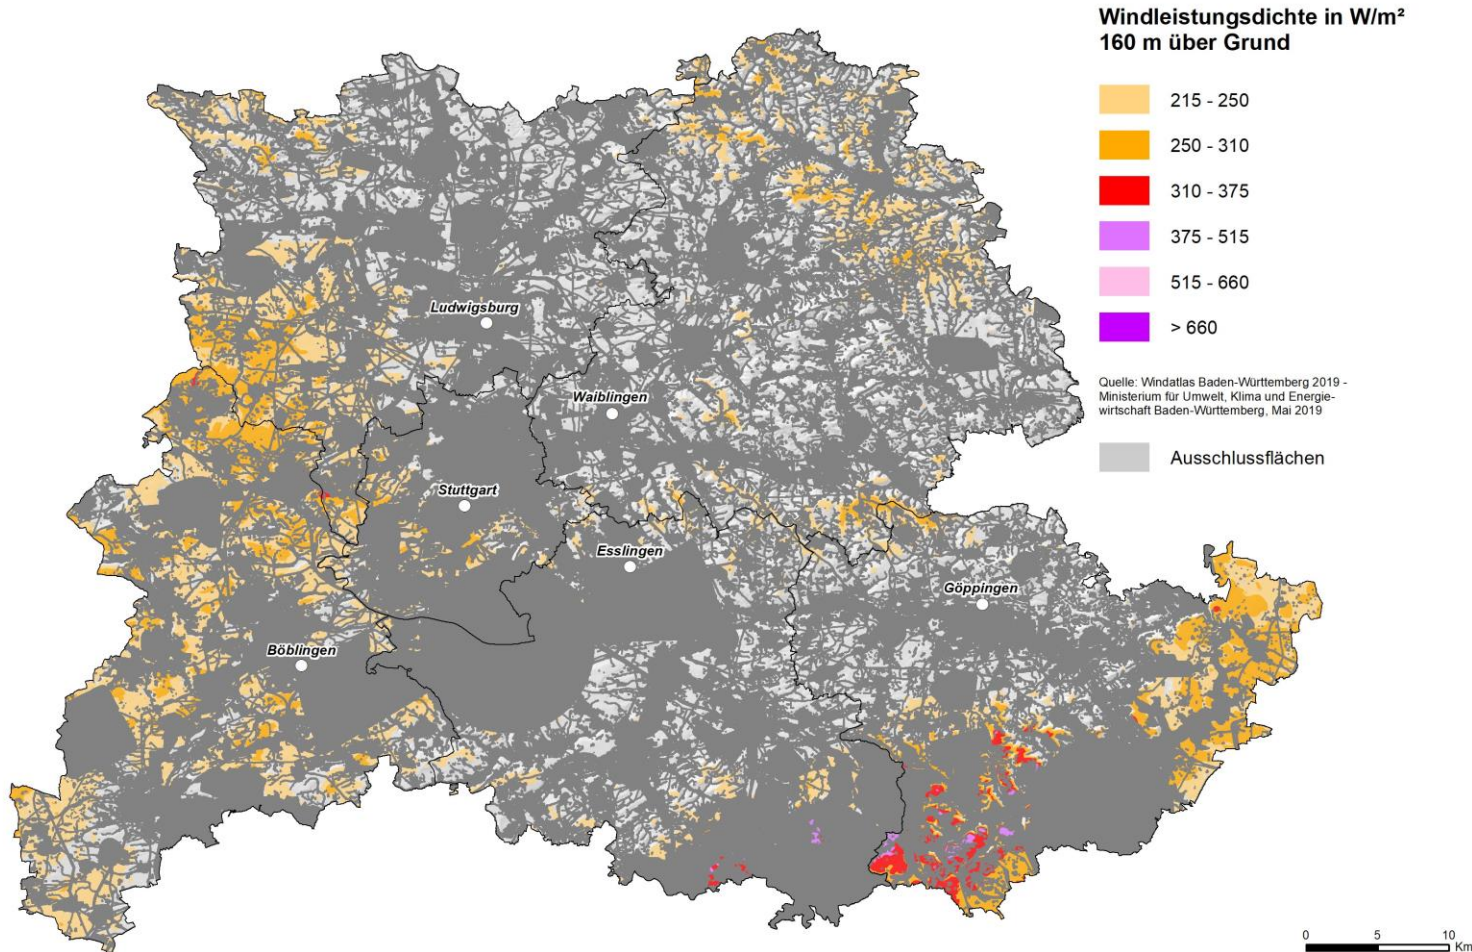 Windleistungsdichte in W/m²
160 m über Grund
215 - 250
250 - 310
310 - 375
375 - 515
515 - 660
> 660
Quelle: Windatlas Baden-Württemberg 2019 -
Ministerium für Umwelt, Klima und Energie-
wirtschaft Baden-Württemberg, Mai 2019
Ausschlussflächen
Ludwigsburg
Waiblingen
Stuttgart
Esslingen
Göppingen
Böblingen
0 5 10
Km